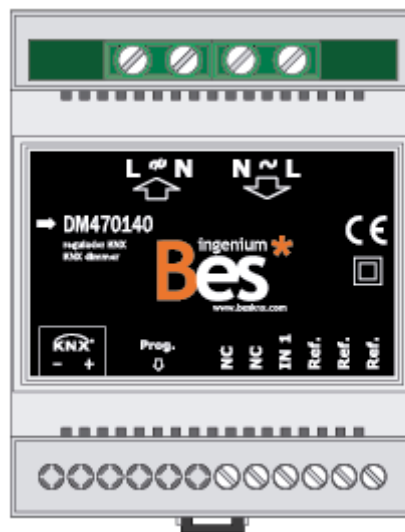 L ~ N N ~ L
➡ DM470140
regulador KNX
KNX dimmer
CE
ingenium
Bes*
www.besknx.com
KNX
- +
Prog.
NC
NC
IN 1
Ref.
Ref.
Ref.